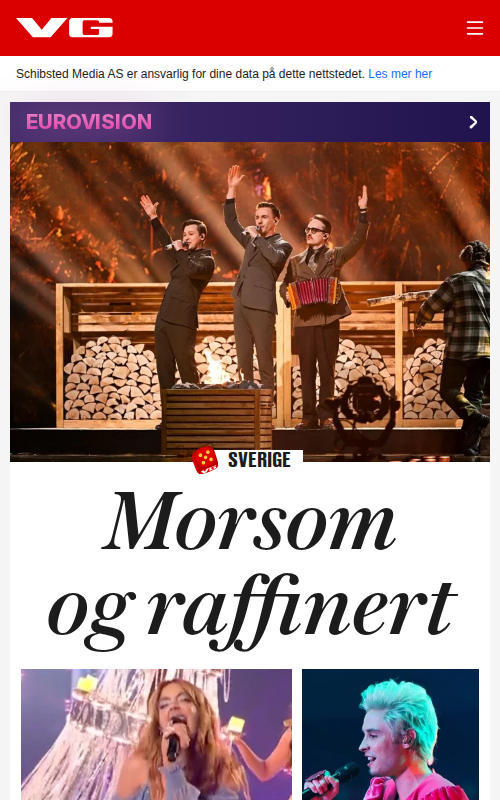 VG
Schibsted Media AS er ansvarlig for dine data på dette nettstedet. Les mer her
EUROVISION
SVERIGE
Morsom
og raffinert